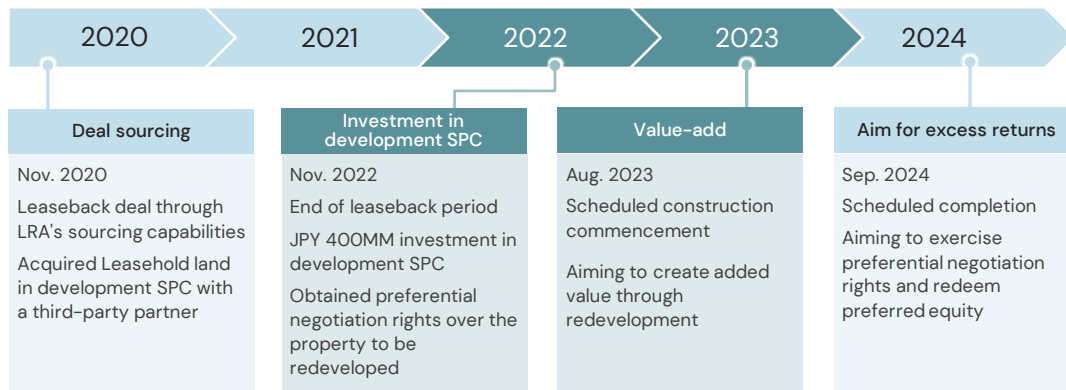 2020
2021
2022
2023
2024
Deal sourcing
Nov. 2020
Leaseback deal through
LRA's sourcing capabilities
Acquired Leasehold land
in development SPC with
a third-party partner
Investment in
development SPC
Nov. 2022
End of leaseback period
JPY 400MM investment in
development SPC
Obtained preferential
negotiation rights over the
property to be
redeveloped
Value-add
Aug. 2023
Scheduled construction
commencement
Aiming to create added
value through
redevelopment
Aim for excess returns
Sep. 2024
Scheduled completion
Aiming to exercise
preferential negotiation
rights and redeem
preferred equity